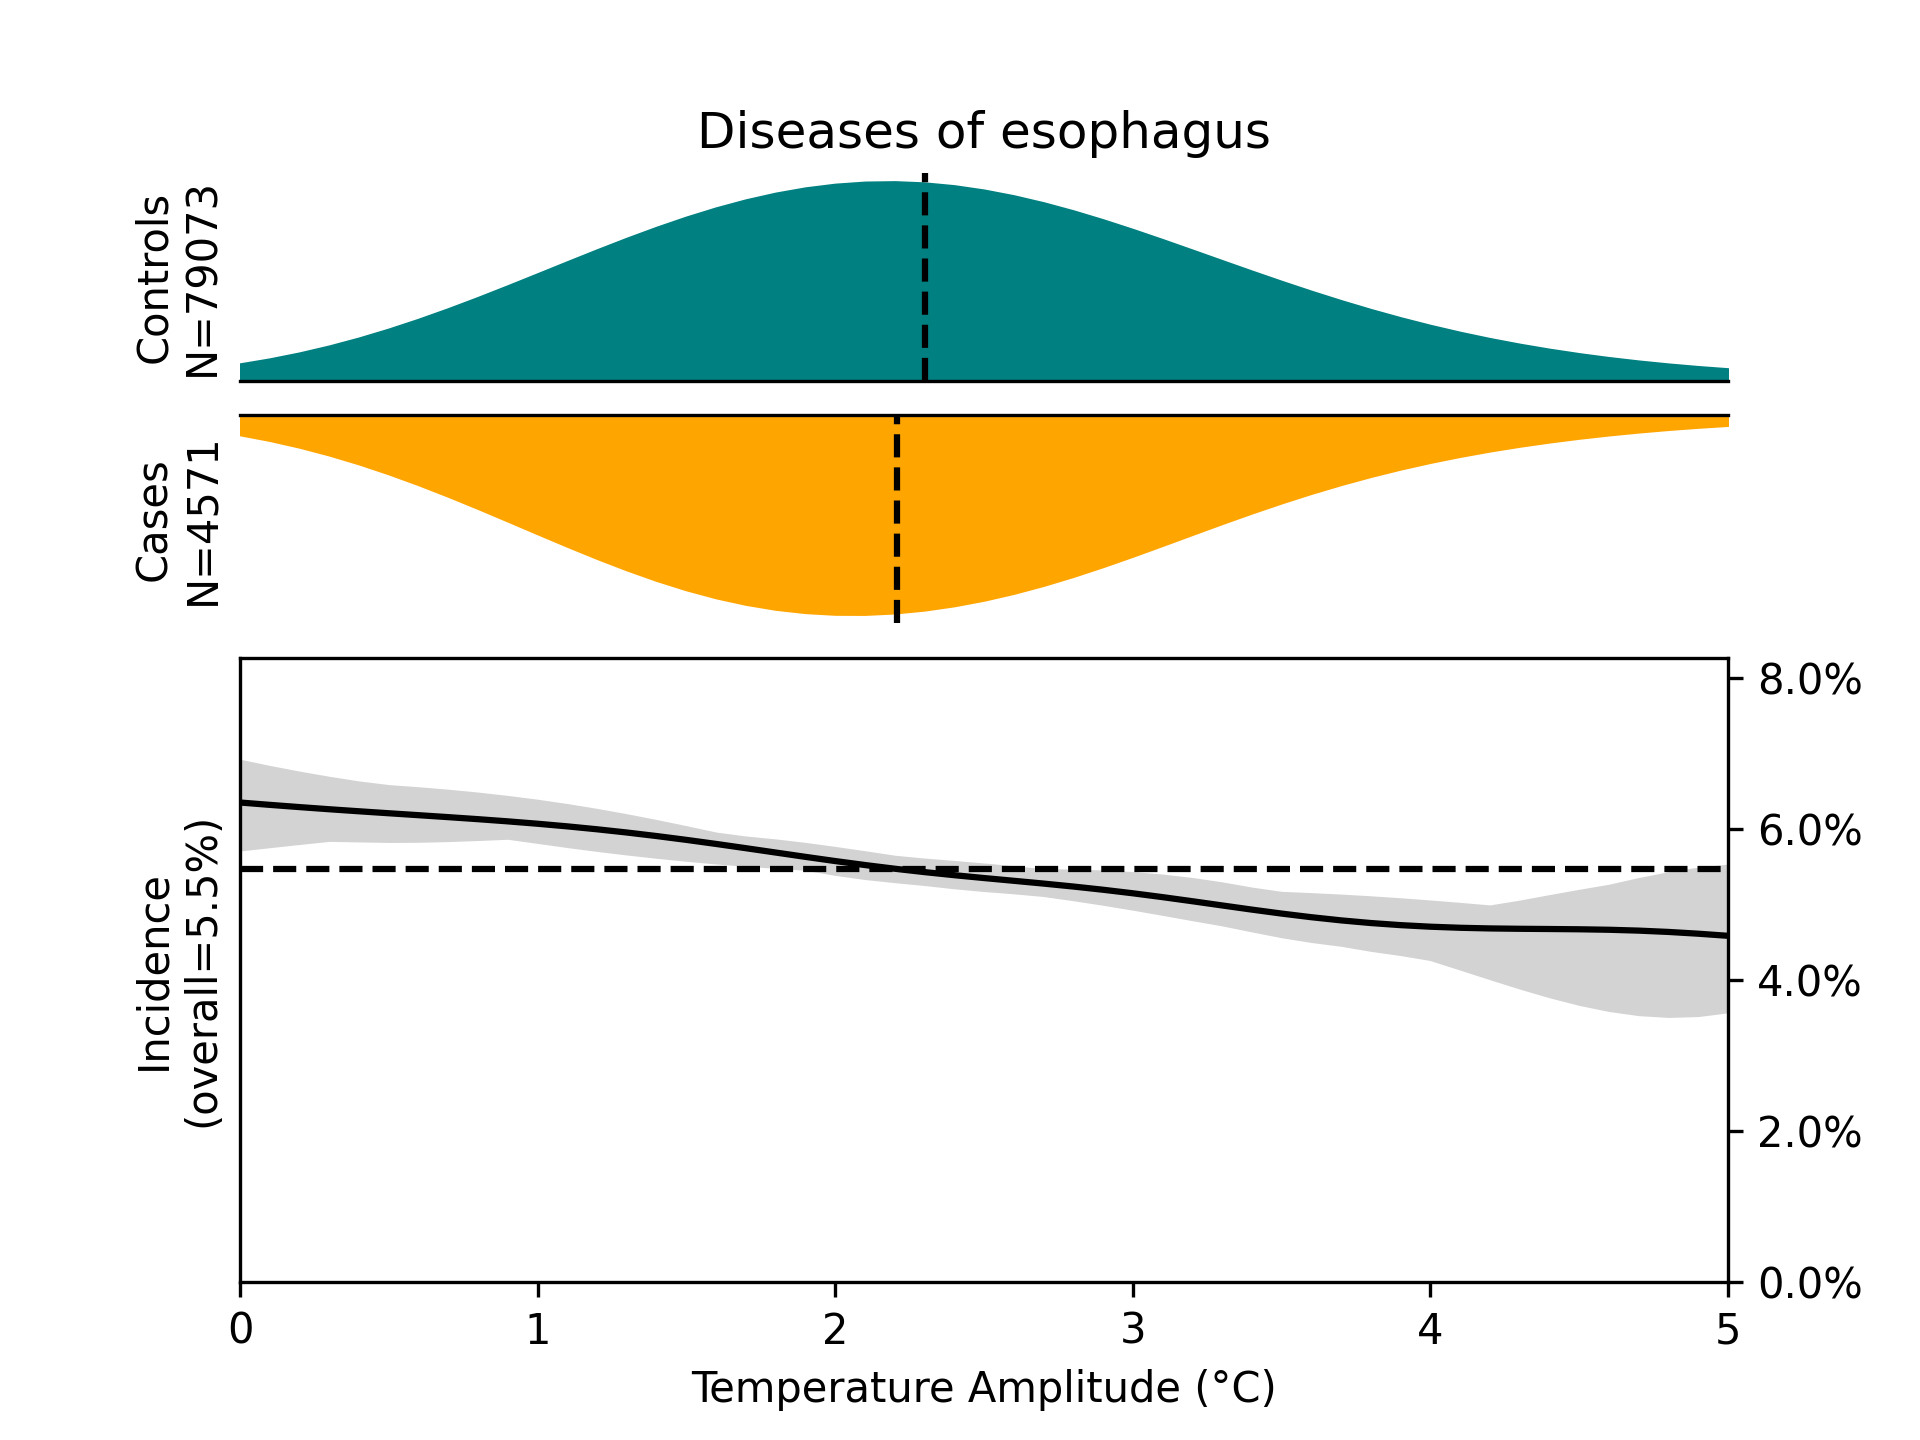 Diseases of esophagus
Controls
N=79073
Cases
N=4571
Incidence
(overall=5.5%)
8.0%
6.0%
4.0%
2.0%
0.0%
0 1 2 3 4 5
Temperature Amplitude (°C)